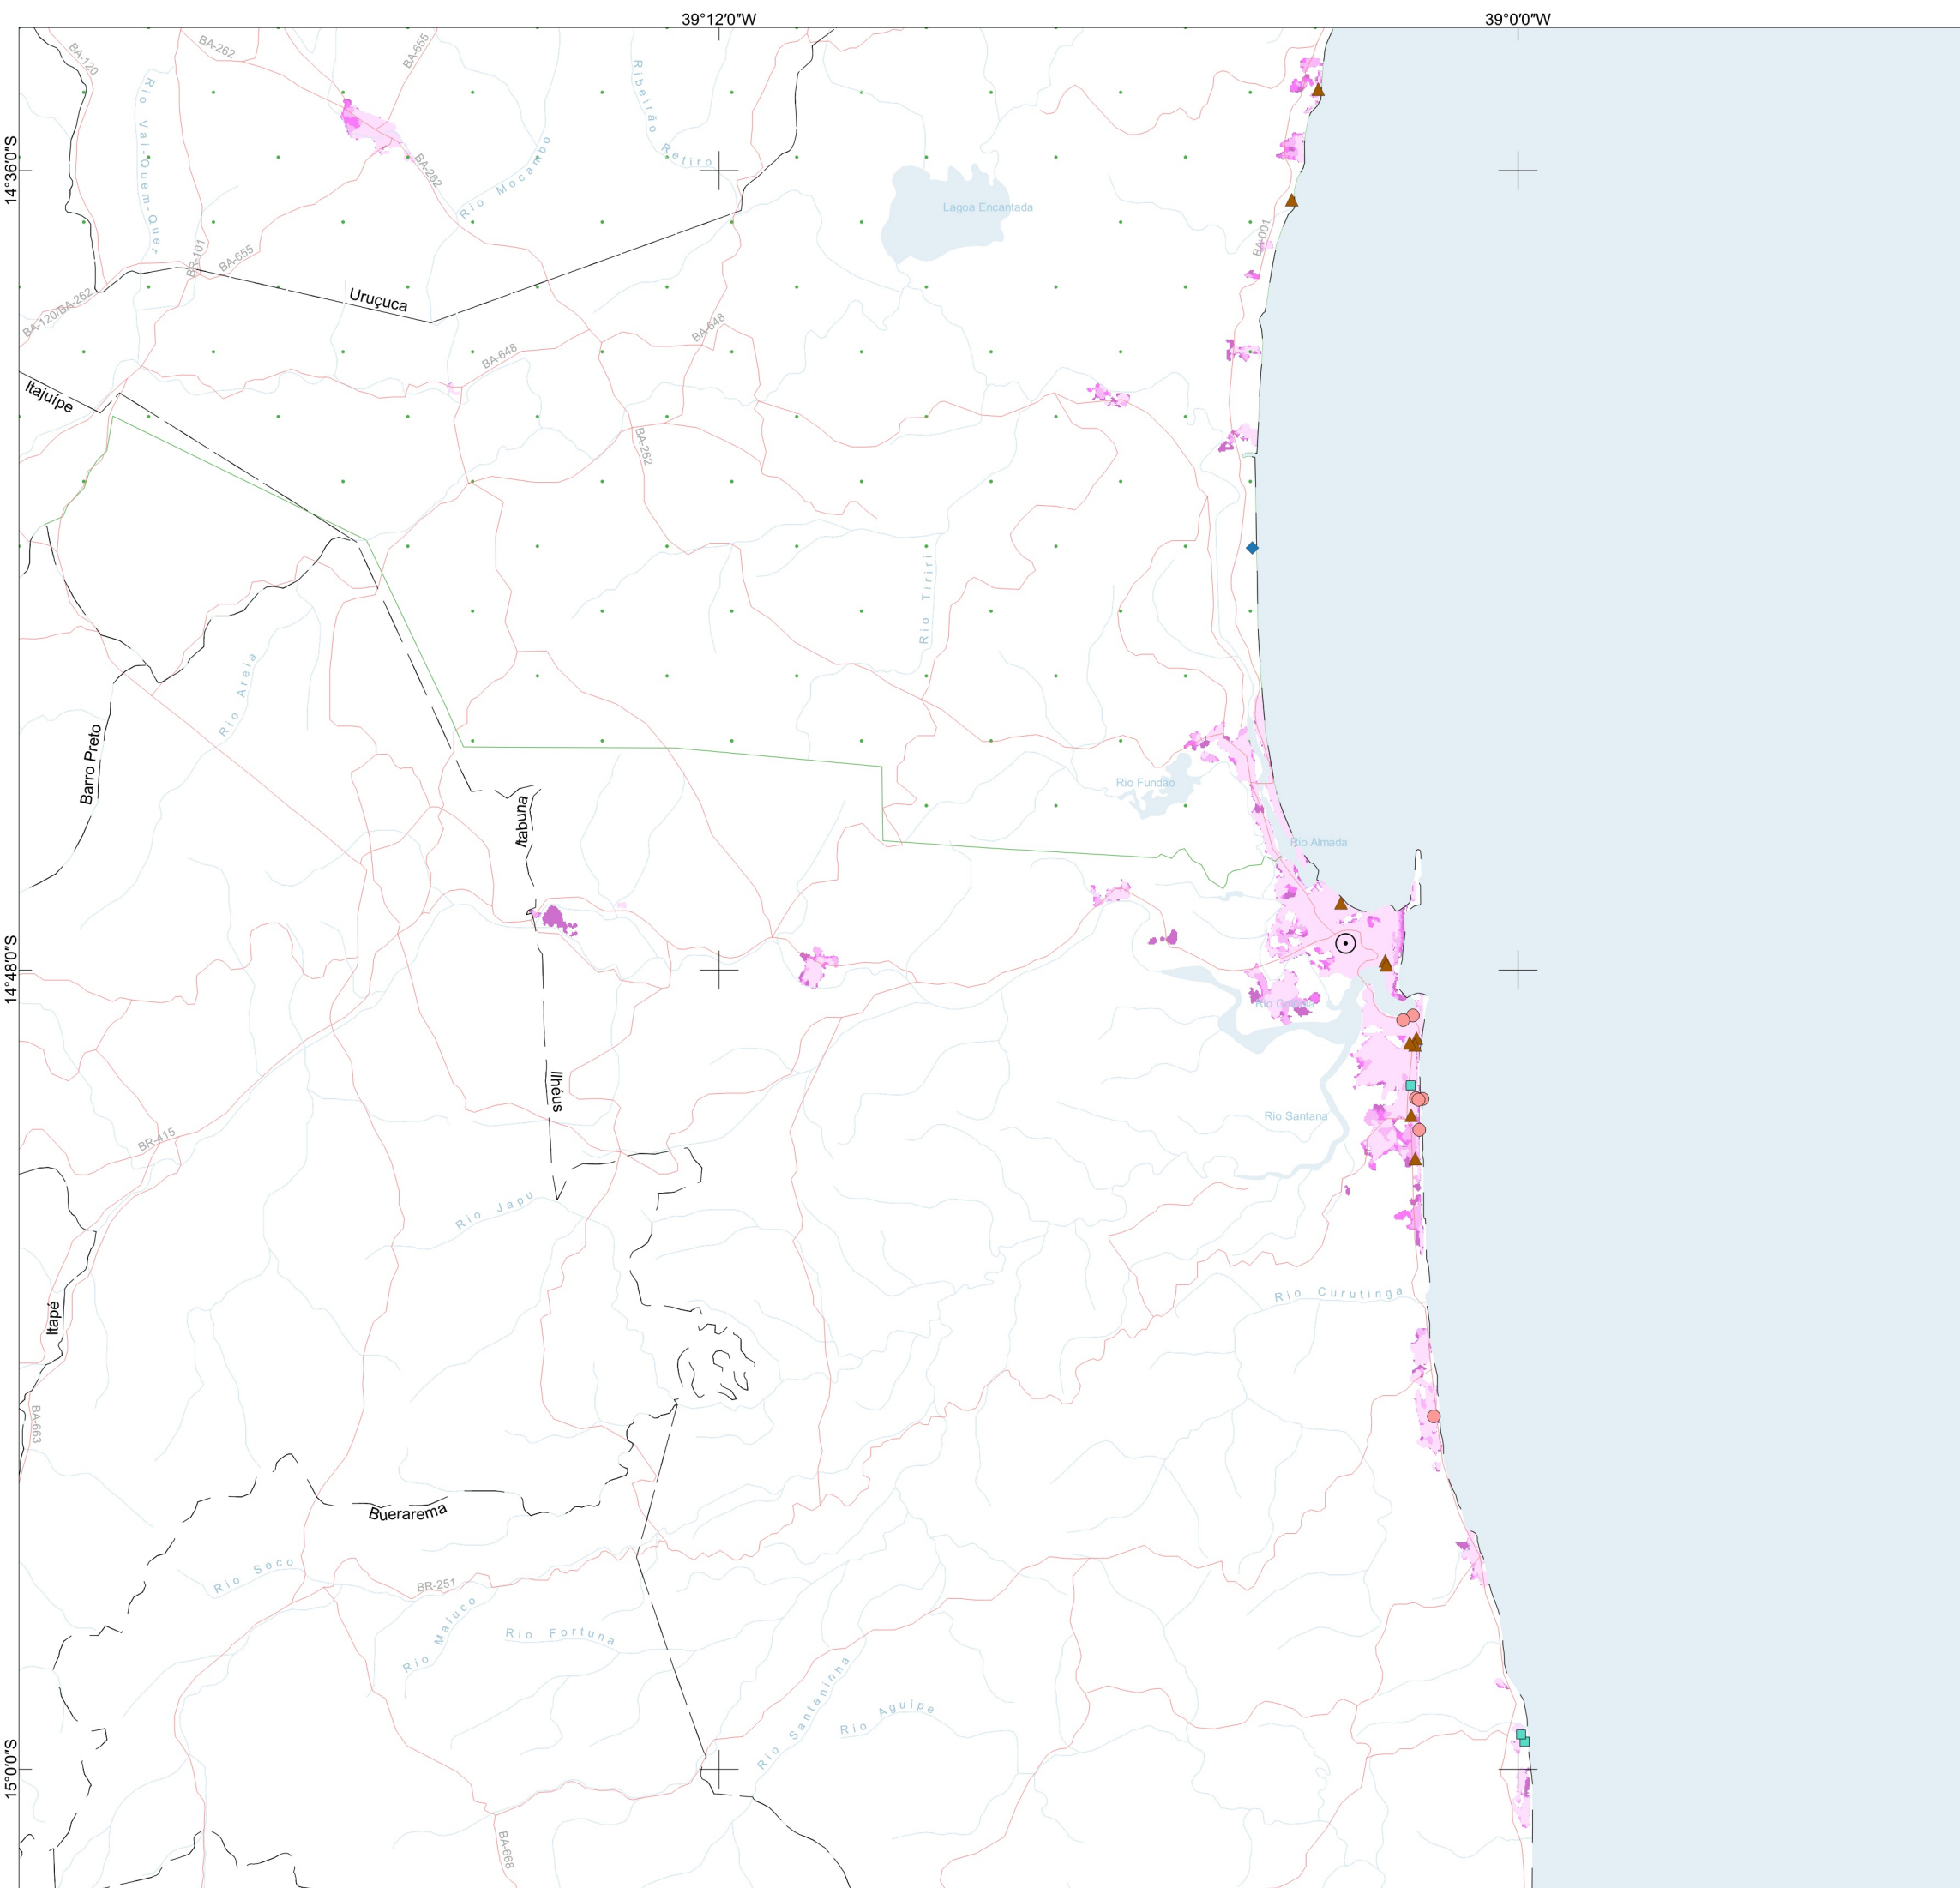 39°12'0"W
39°0'0"W
BA-120
BA-262
BA-655
Rio Vai-Quem-Quer
Ribeirão Retiro
14°36'0"S
BA-262
Rio Mocambo
Lagoa Encantada
BA-001
BR-101
BA-655
BA-120/BA-262
Uruçuca
BA-648
BA-648
Itajuípe
BA-262
Rio Tiriri
Rio Areia
Barro Preto
Rio Fundão
Itabuna
Rio Almada
14°48'0"S
Ilhéus
BR-415
Rio Santana
Rio Japu
Rio Curutinga
Itapé
BA-663
Buerarema
Rio Seco
BR-251
Rio Maluco
Rio Fortuna
Rio Santaninha
Rio Aguipe
15°0'0"S
BA-668